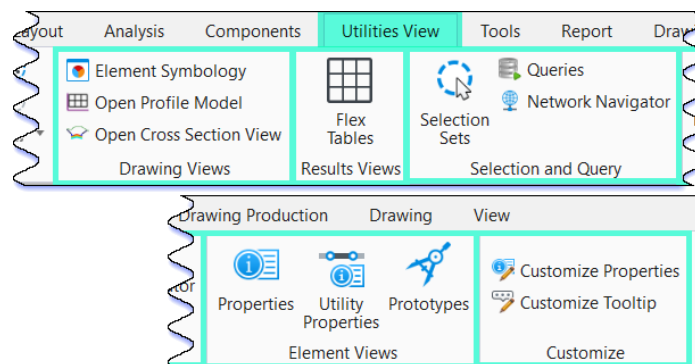 Layout Analysis Components Utilities View Tools Report
Element Symbology
Open Profile Model
Open Cross Section View
Drawing Views
Flex
Tables
Results Views
Selection
Sets
Queries
Network Navigator
Selection and Query
Drawing Production Drawing View
Properties
Utility
Properties
Prototypes
Element Views
Customize Properties
Customize Tooltip
Customize